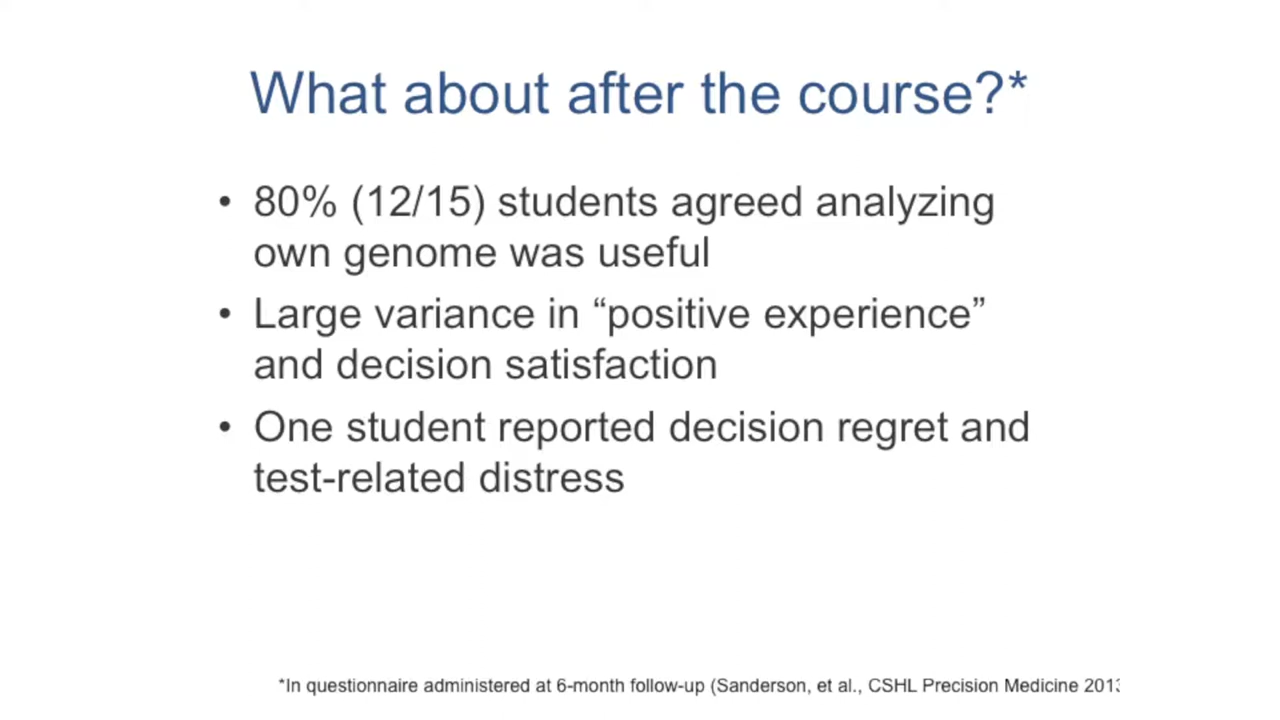 What about after the course?*
• 80% (12/15) students agreed analyzing
own genome was useful
• Large variance in “positive experience”
and decision satisfaction
• One student reported decision regret and
test-related distress
*In questionnaire administered at 6-month follow-up (Sanderson, et al., CSHL Precision Medicine 2013